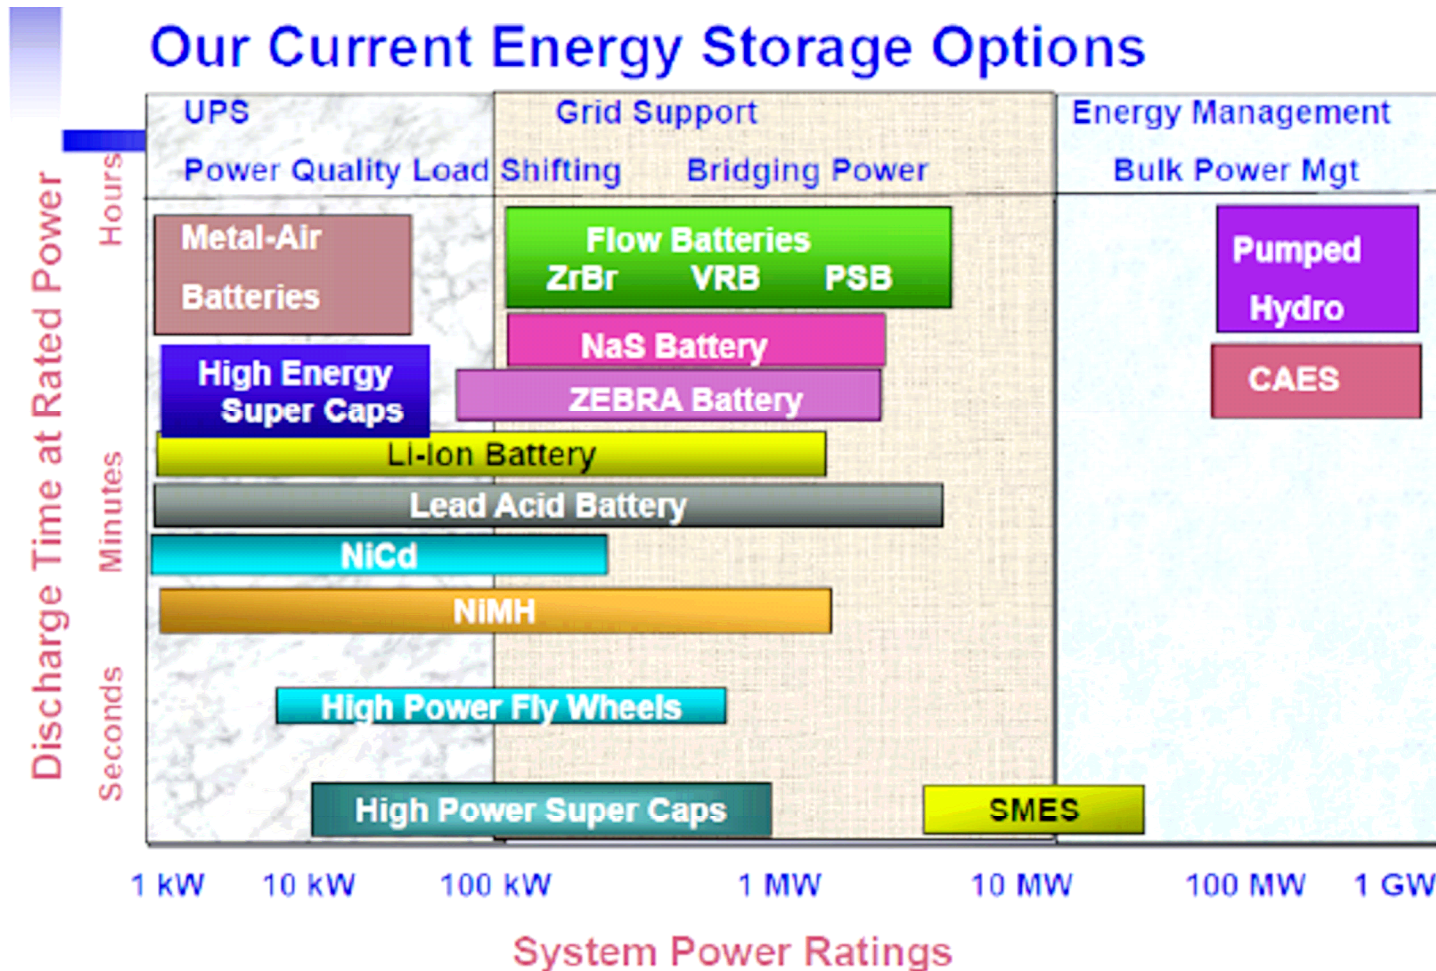 Our Current Energy Storage Options
UPS
Grid Support
Energy Management
Power Quality Load Shifting
Bridging Power
Bulk Power Mgt
Discharge Time at Rated Power
Hours
Minutes
Seconds
Metal-Air
Batteries
Flow Batteries
ZrBr VRB PSB
Pumped
Hydro
NaS Battery
High Energy
Super Caps
ZEBRA Battery
CAES
Li-Ion Battery
Lead Acid Battery
NiCd
NiMH
High Power Fly Wheels
High Power Super Caps
SMES
1 kW 10 kW 100 kW 1 MW 10 MW 100 MW 1 GW
System Power Ratings